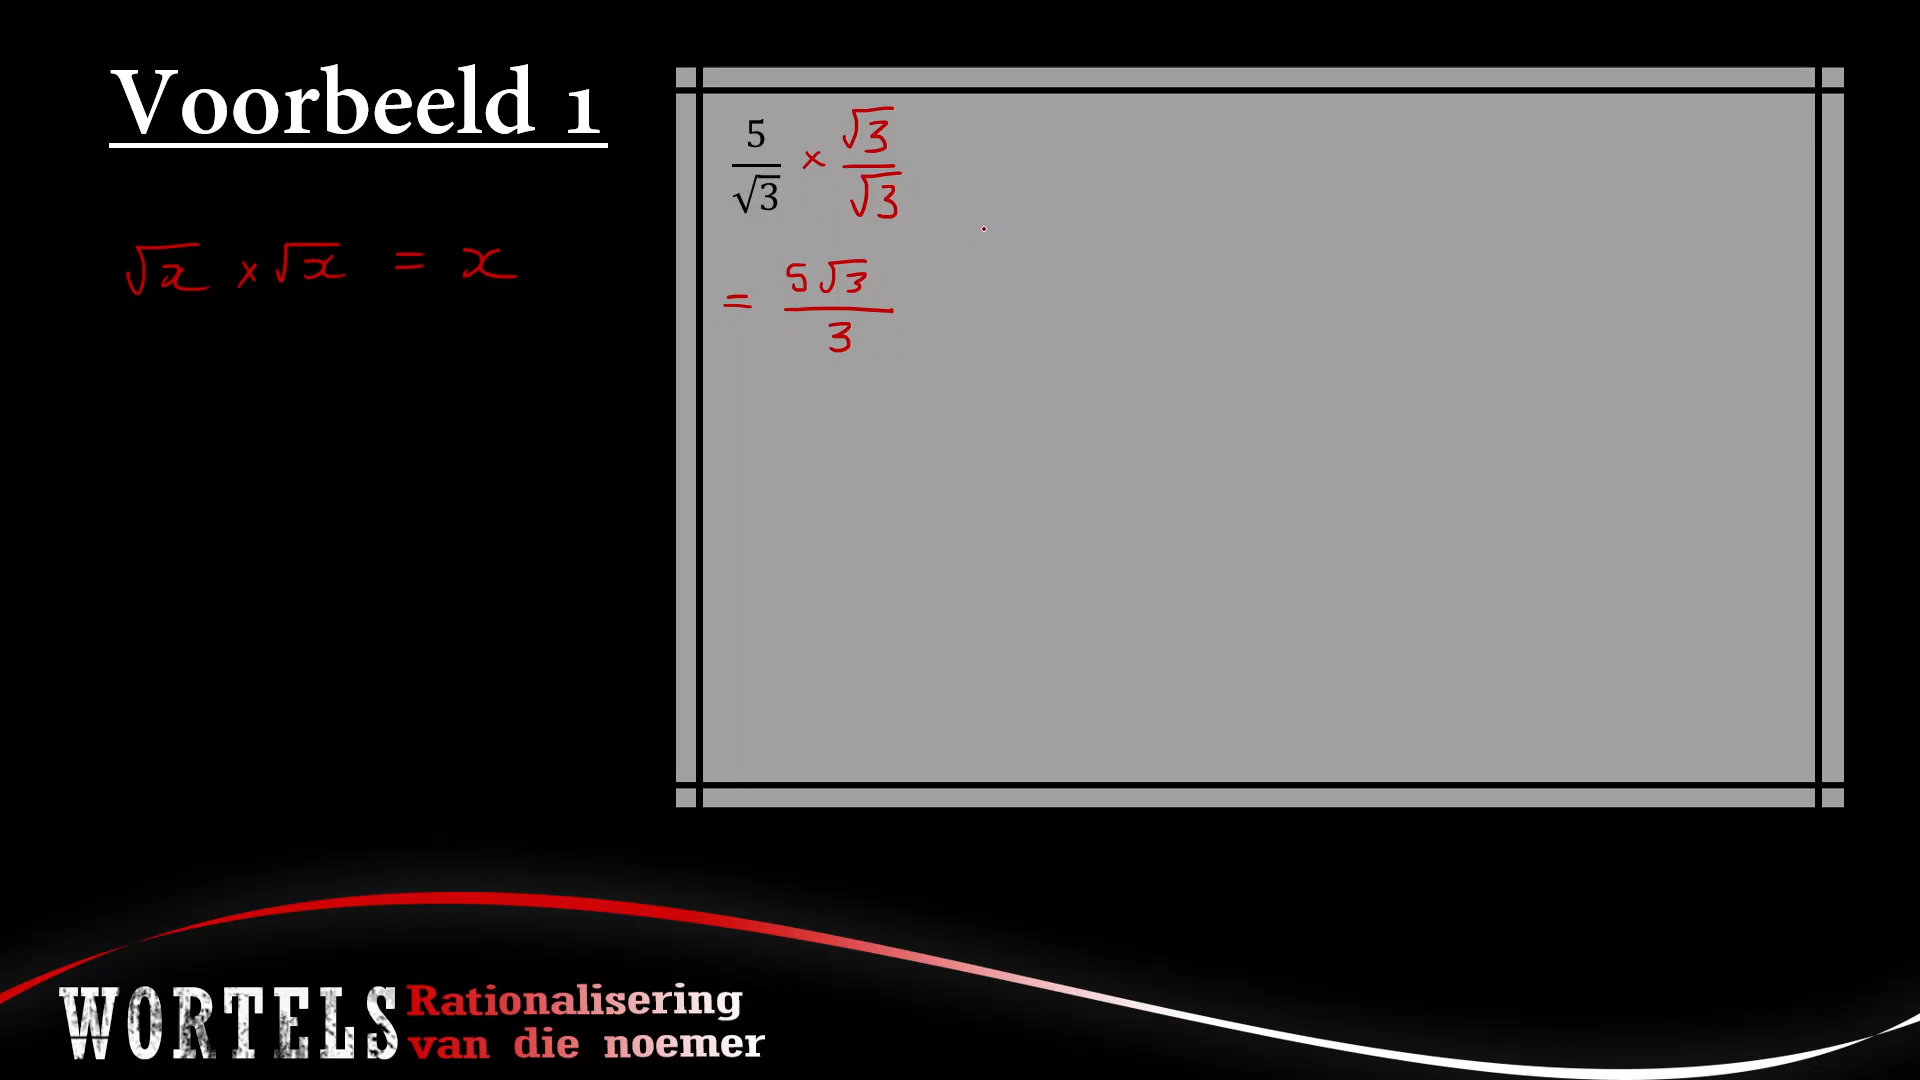 Voorbeeld 1
√x × √x = x
5/√3 × √3/√3
= 5√3/3
WORTELS Rationalisering
van die noemer